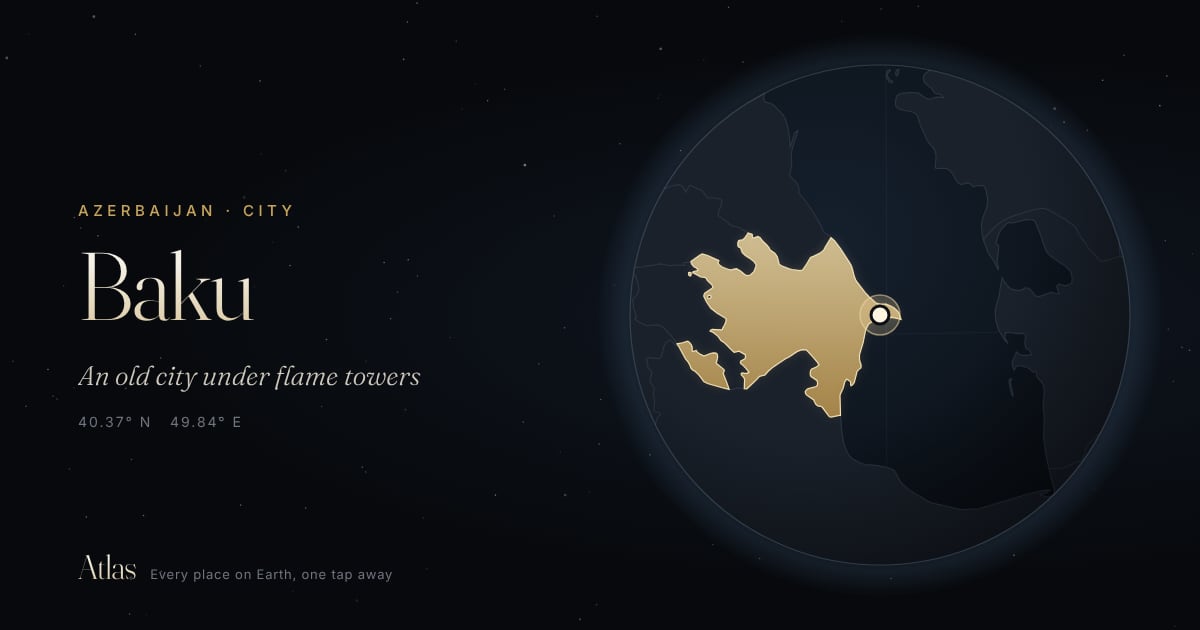 AZERBAIJAN · CITY
Baku
An old city under flame towers
40.37° N 49.84° E
Atlas Every place on Earth, one tap away